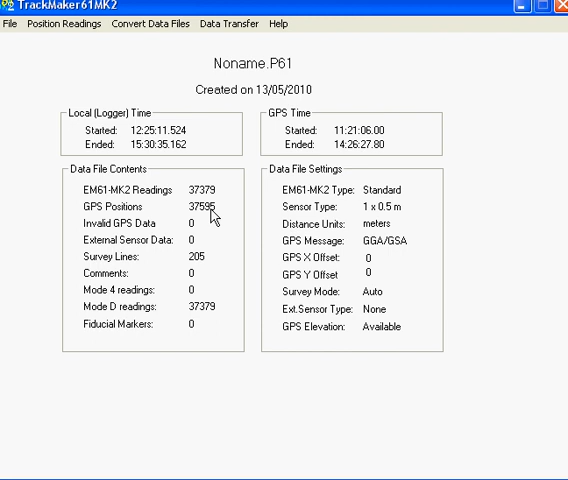 TrackMaker61MK2
File Position Readings Convert Data Files Data Transfer Help
Noname.P61
Created on 13/05/2010
Local (Logger) Time
Started: 12:25:11.524
Ended: 15:30:35.162
GPS Time
Started: 11:21:06.00
Ended: 14:26:27.80
Data File Contents
EM61-MK2 Readings 37379
GPS Positions 37595
Invalid GPS Data 0
External Sensor Data: 0
Survey Lines: 205
Comments: 0
Mode 4 readings: 0
Mode D readings: 37379
Fiducial Markers: 0
Data File Settings
EM61-MK2 Type: Standard
Sensor Type: 1 x 0.5 m
Distance Units: meters
GPS Message: GGA/GSA
GPS X Offset: 0
GPS Y Offset 0
Survey Mode: Auto
Ext.Sensor Type: None
GPS Elevation: Available